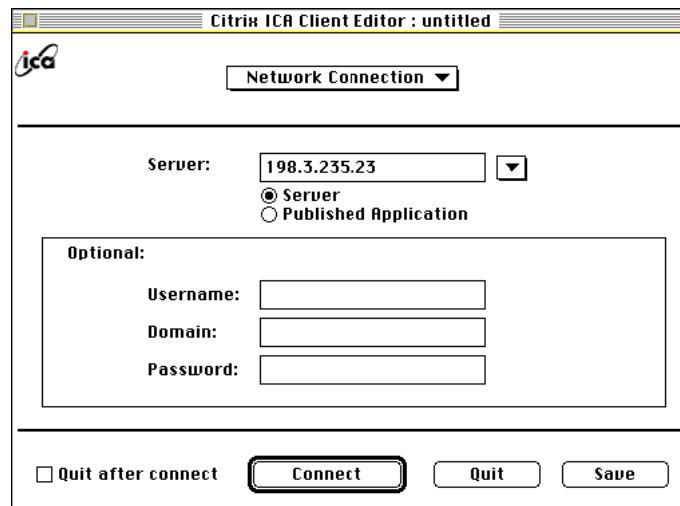 Citrix ICA Client Editor : untitled
ica
Network Connection
Server: 198.3.235.23
Server
Published Application
Optional:
Username:
Domain:
Password:
Quit after connect Connect Quit Save